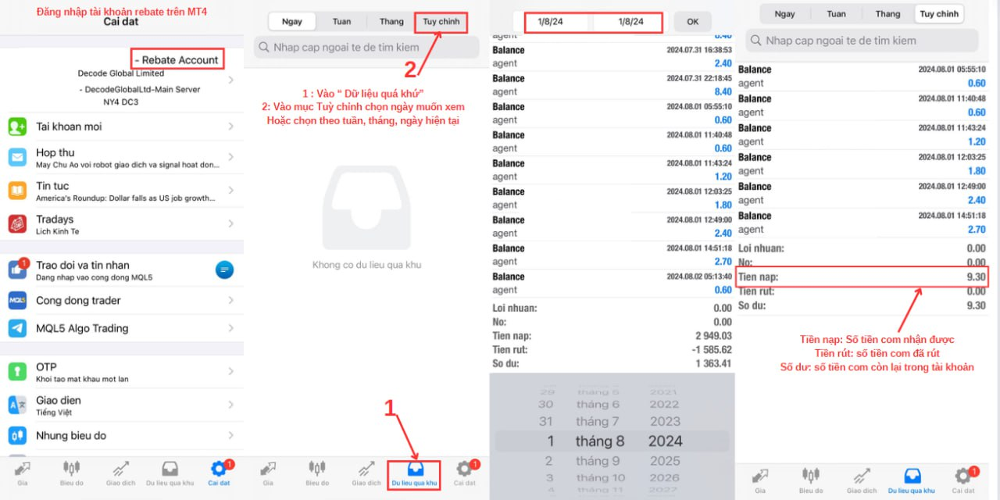 Đăng nhập tài khoản rebate trên MT4
Cai dat
- Rebate Account
Decode Global Limited
- DecodeGlobalLtd-Main Server
NY4 DC3
Tai khoan moi
Hop thu
May Chu Ao voi robot giao dich va signal hoat don...
Tin tuc
America's Roundup: Dollar falls as US job growth...
Tradays
Lich Kinh Te
1
Trao doi va tin nhan
Dang nhap vao cong dong MQL5
MQL5
Cong dong trader
MQL5 Algo Trading
OTP
Khoi tao mat khau mot lan
Giao dien
Tiếng Việt
Nhung bieu do
Gia
Bieu do
Giao dich
Du lieu qua khu
Cai dat
1
Ngay
Tuan
Thang
Tuy chinh
Nhap cap ngoai te de tim kiem
2
1 : Vào “ Dữ liệu quá khứ”
2: Vào mục Tuỳ chỉnh chọn ngày muốn xem
Hoặc chọn theo tuần, tháng, ngày hiện tại
Khong co du lieu qua khu
1
Gia
Bieu do
Giao dich
Du lieu qua khu
Cai dat
1
1/8/24
1/8/24
OK
agent 8.40
Balance 2024.07.31 16:38:53
agent 2.40
Balance 2024.07.31 22:18:45
agent 8.40
Balance 2024.08.01 05:55:10
agent 0.60
Balance 2024.08.01 11:40:48
agent 0.60
Balance 2024.08.01 11:43:24
agent 1.20
Balance 2024.08.01 12:03:25
agent 1.80
Balance 2024.08.01 12:49:00
agent 2.40
Balance 2024.08.01 14:51:18
agent 2.70
Balance 2024.08.02 05:13:40
agent 0.60
Loi nhuan: 0.00
No: 0.00
Tien nap: 2 949.03
Tien rut: -1 585.62
So du: 1 363.41
29 tháng 5 2021
30 tháng 6 2022
31 tháng 7 2023
1 tháng 8 2024
2 tháng 9 2025
3 tháng 10 2026
4 tháng 11 2027
Ngay
Tuan
Thang
Tuy chinh
Nhap cap ngoai te de tim kiem
Balance 2024.08.01 05:55:10
agent 0.60
Balance 2024.08.01 11:40:48
agent 0.60
Balance 2024.08.01 11:43:24
agent 1.20
Balance 2024.08.01 12:03:25
agent 1.80
Balance 2024.08.01 12:49:00
agent 2.40
Balance 2024.08.01 14:51:18
agent 2.70
Loi nhuan: 0.00
No: 0.00
Tien nap: 9.30
Tien rut: 0.00
So du: 9.30
Tiền nạp: Số tiền com nhận được
Tiền rút: số tiền com đã rút
Số dư: số tiền com còn lại trong tài khoản
Gia
Bieu do
Giao dich
Du lieu qua khu
Cai dat
1